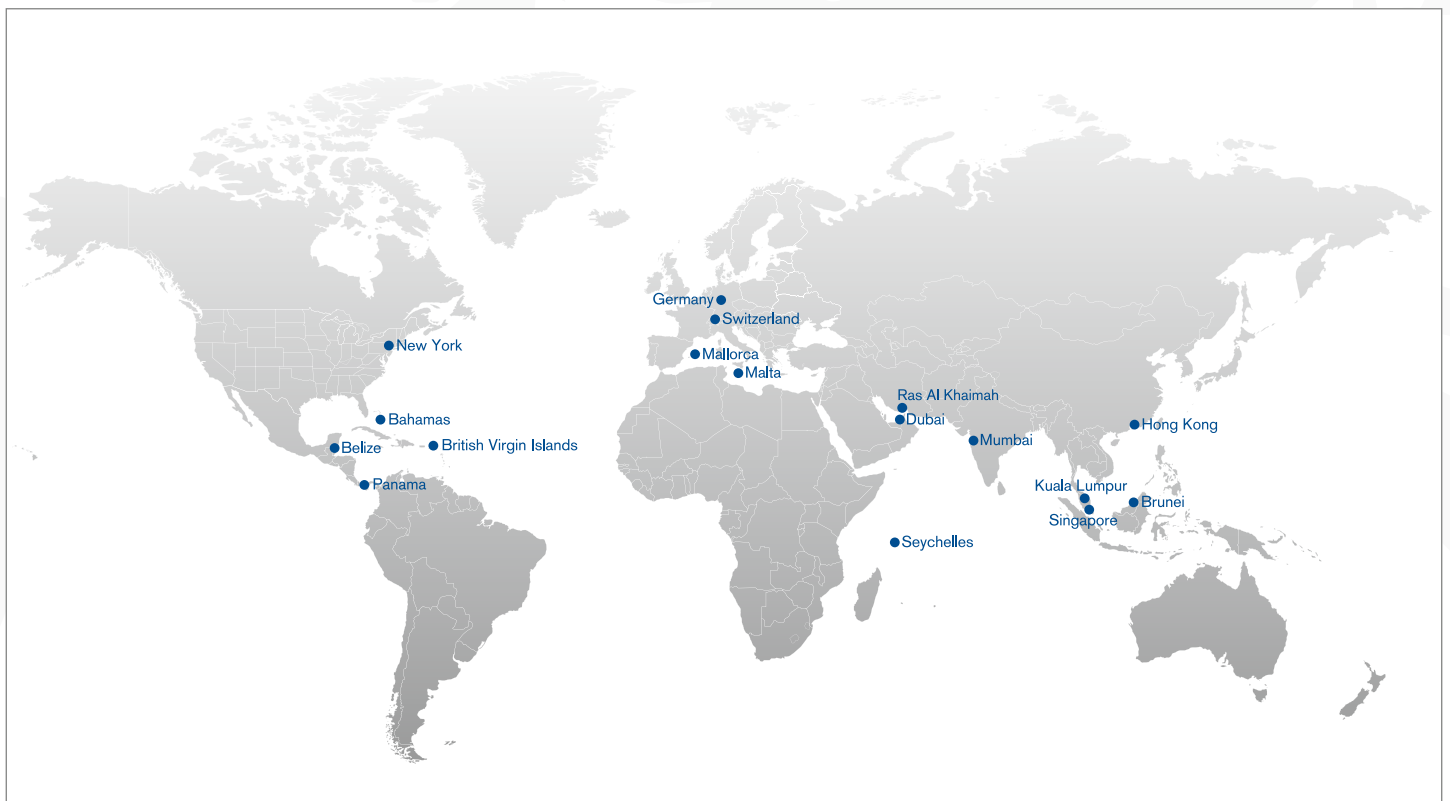 Germany
Switzerland
New York
Mallorca
Malta
Ras Al Khaimah
Bahamas
Dubai
Hong Kong
Mumbai
British Virgin Islands
Belize
Panama
Kuala Lumpur
Brunei
Singapore
Seychelles